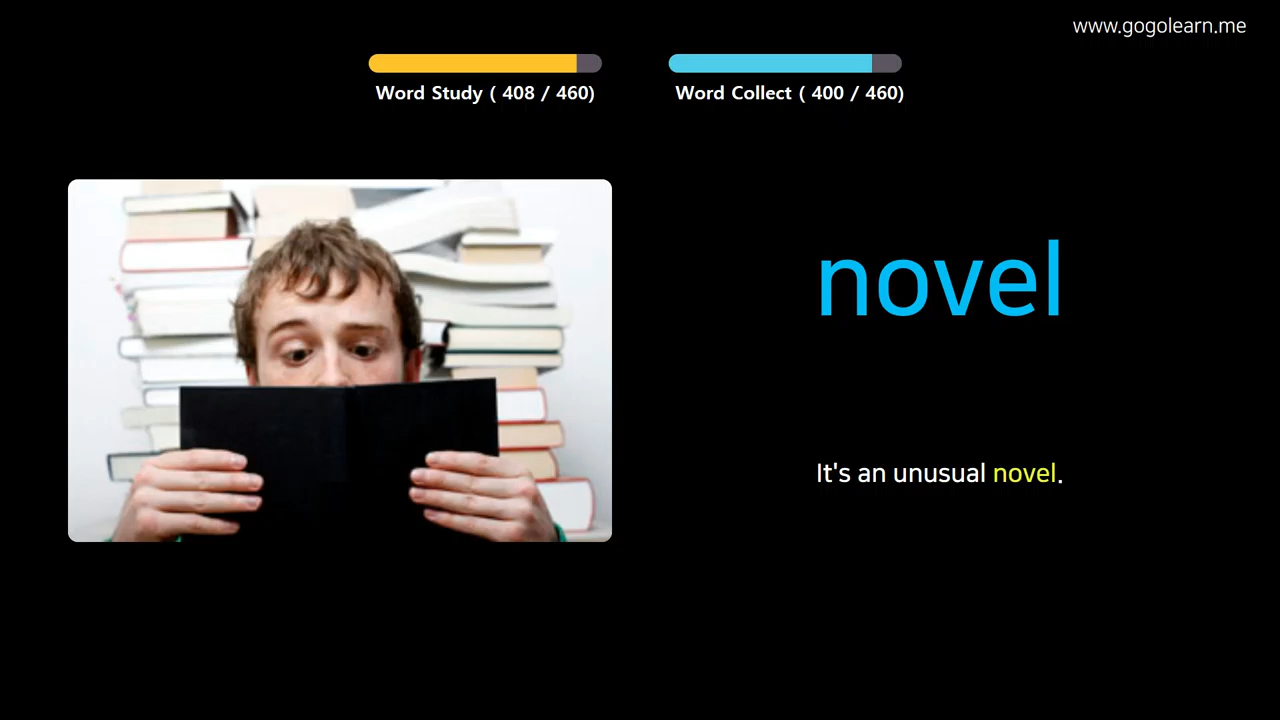 www.gogolearn.me
Word Study ( 408 / 460)
Word Collect ( 400 / 460)
novel
It's an unusual novel.